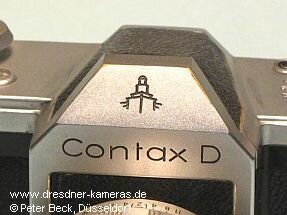 Contax D
www.dresdner-kameras.de
© Peter Beck, Düsseldorf